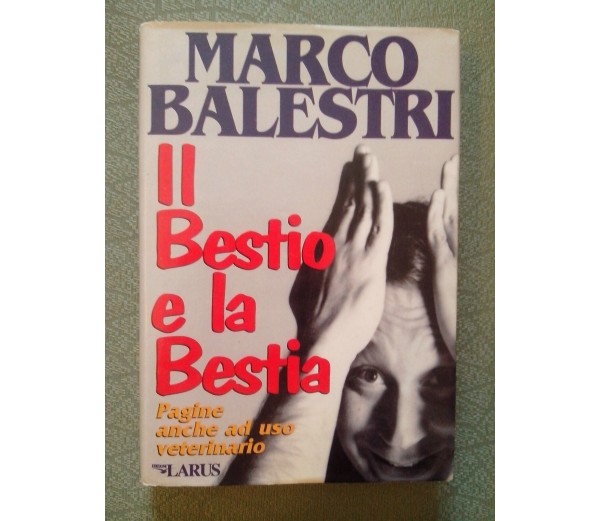 MARCO
BALESTRI
Il
Bestio
e la
Bestia
Pagine
anche ad uso
veterinario
LARUS